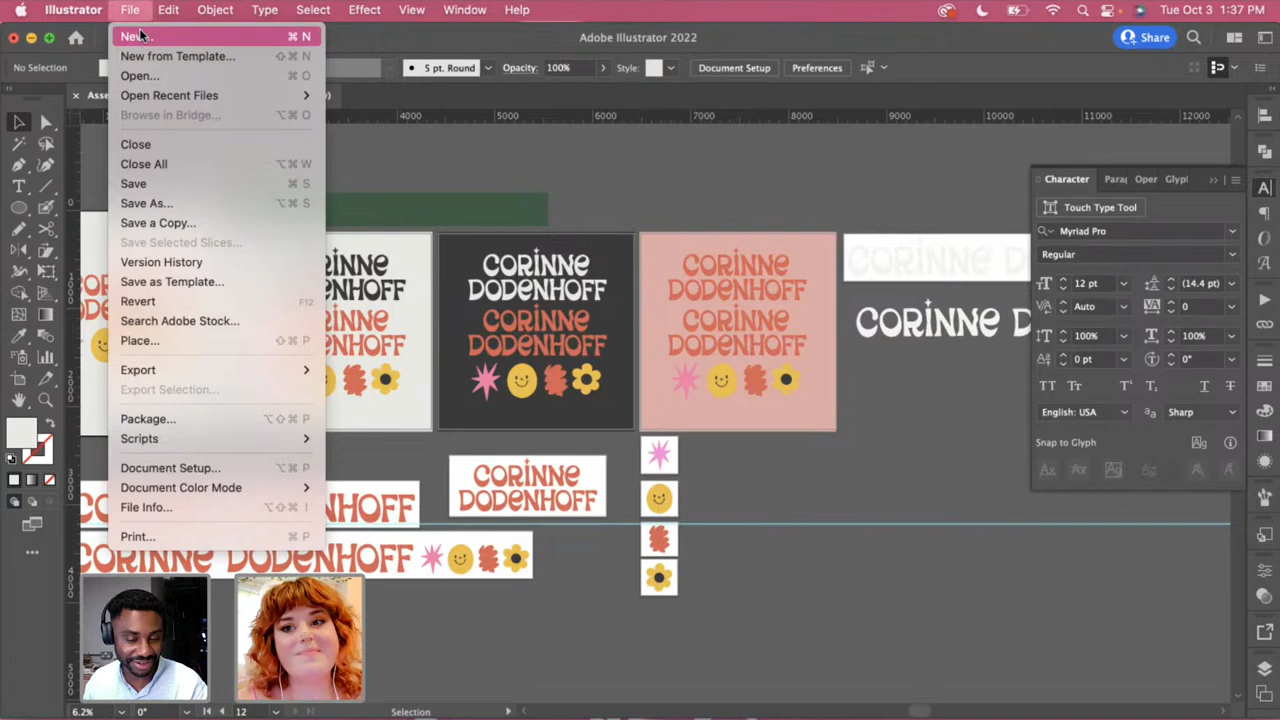 Illustrator File Edit Object Type Select Effect View Window Help Tue Oct 3 1:37 PM
Adobe Illustrator 2022
Share
No Selection
5 pt. Round
Opacity:
100%
Style:
Document Setup
Preferences
New... ⌘ N
New from Template... ⇧⌘ N
Open... ⌘ O
Open Recent Files
Browse in Bridge... ⌥⌘ O
Close
Close All ⌥⌘ W
Save ⌘ S
Save As... ⌥⌘ S
Save a Copy...
Save Selected Slices...
Version History
Save as Template...
Revert F12
Search Adobe Stock...
Place... ⇧⌘ P
Export
Export Selection...
Package... ⌥⇧⌘ P
Scripts
Document Setup... ⌥⌘ P
Document Color Mode
File Info... ⌥⇧⌘ I
Print... ⌘ P
4000 5000 6000 7000 8000 9000 10000 11000 12000
CORINNE
DODENHOFF
CORINNE
DODENHOFF
CORINNE
DODENHOFF
CORINNE
DODENHOFF
CORINNE D
CORINNE
DODENHOFF
CORINNE DODENHOFF
Character
Touch Type Tool
Myriad Pro
Regular
12 pt
(14.4 pt)
Auto
0
100%
100%
0 pt
0°
English: USA
Sharp
Snap to Glyph
6.2%
0°
12
Selection